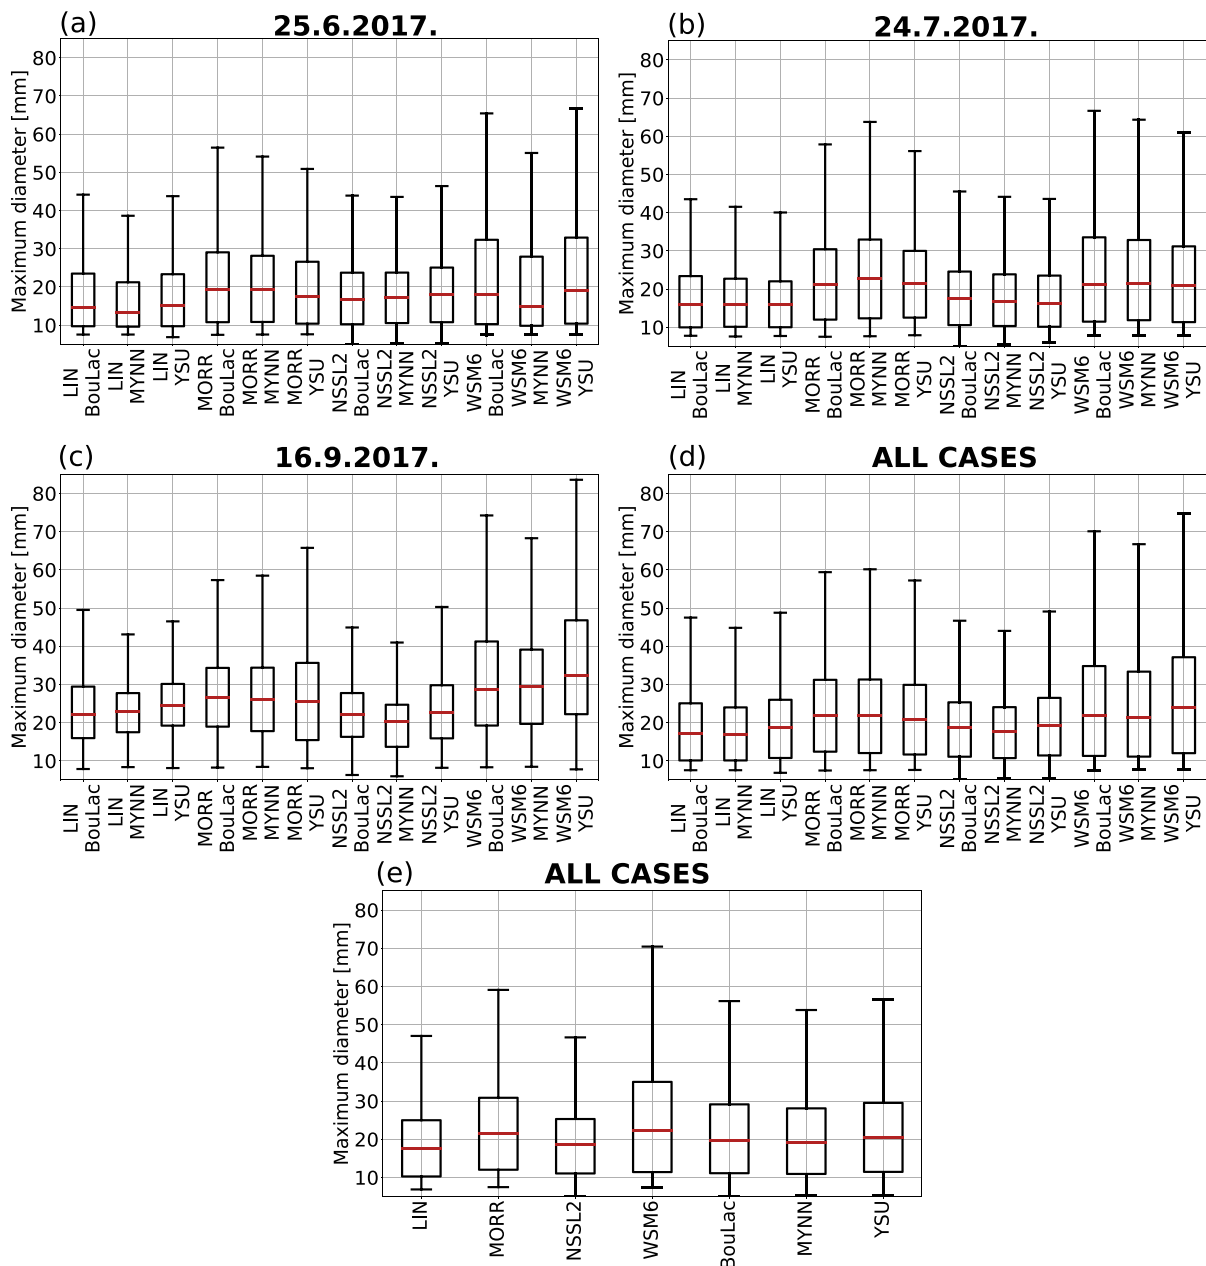 (a) 25.6.2017.
Maximum diameter [mm]
80
70
60
50
40
30
20
10
LIN BouLac
LIN MYNN
LIN YSU
MORR BouLac
MORR MYNN
MORR YSU
NSSL2 BouLac
NSSL2 MYNN
NSSL2 YSU
WSM6 BouLac
WSM6 MYNN
WSM6 YSU
(b) 24.7.2017.
Maximum diameter [mm]
80
70
60
50
40
30
20
10
LIN BouLac
LIN MYNN
LIN YSU
MORR BouLac
MORR MYNN
MORR YSU
NSSL2 BouLac
NSSL2 MYNN
NSSL2 YSU
WSM6 BouLac
WSM6 MYNN
WSM6 YSU
(c) 16.9.2017.
Maximum diameter [mm]
80
70
60
50
40
30
20
10
LIN BouLac
LIN MYNN
LIN YSU
MORR BouLac
MORR MYNN
MORR YSU
NSSL2 BouLac
NSSL2 MYNN
NSSL2 YSU
WSM6 BouLac
WSM6 MYNN
WSM6 YSU
(d) ALL CASES
Maximum diameter [mm]
80
70
60
50
40
30
20
10
LIN BouLac
LIN MYNN
LIN YSU
MORR BouLac
MORR MYNN
MORR YSU
NSSL2 BouLac
NSSL2 MYNN
NSSL2 YSU
WSM6 BouLac
WSM6 MYNN
WSM6 YSU
(e) ALL CASES
Maximum diameter [mm]
80
70
60
50
40
30
20
10
LIN
MORR
NSSL2
WSM6
BouLac
MYNN
YSU